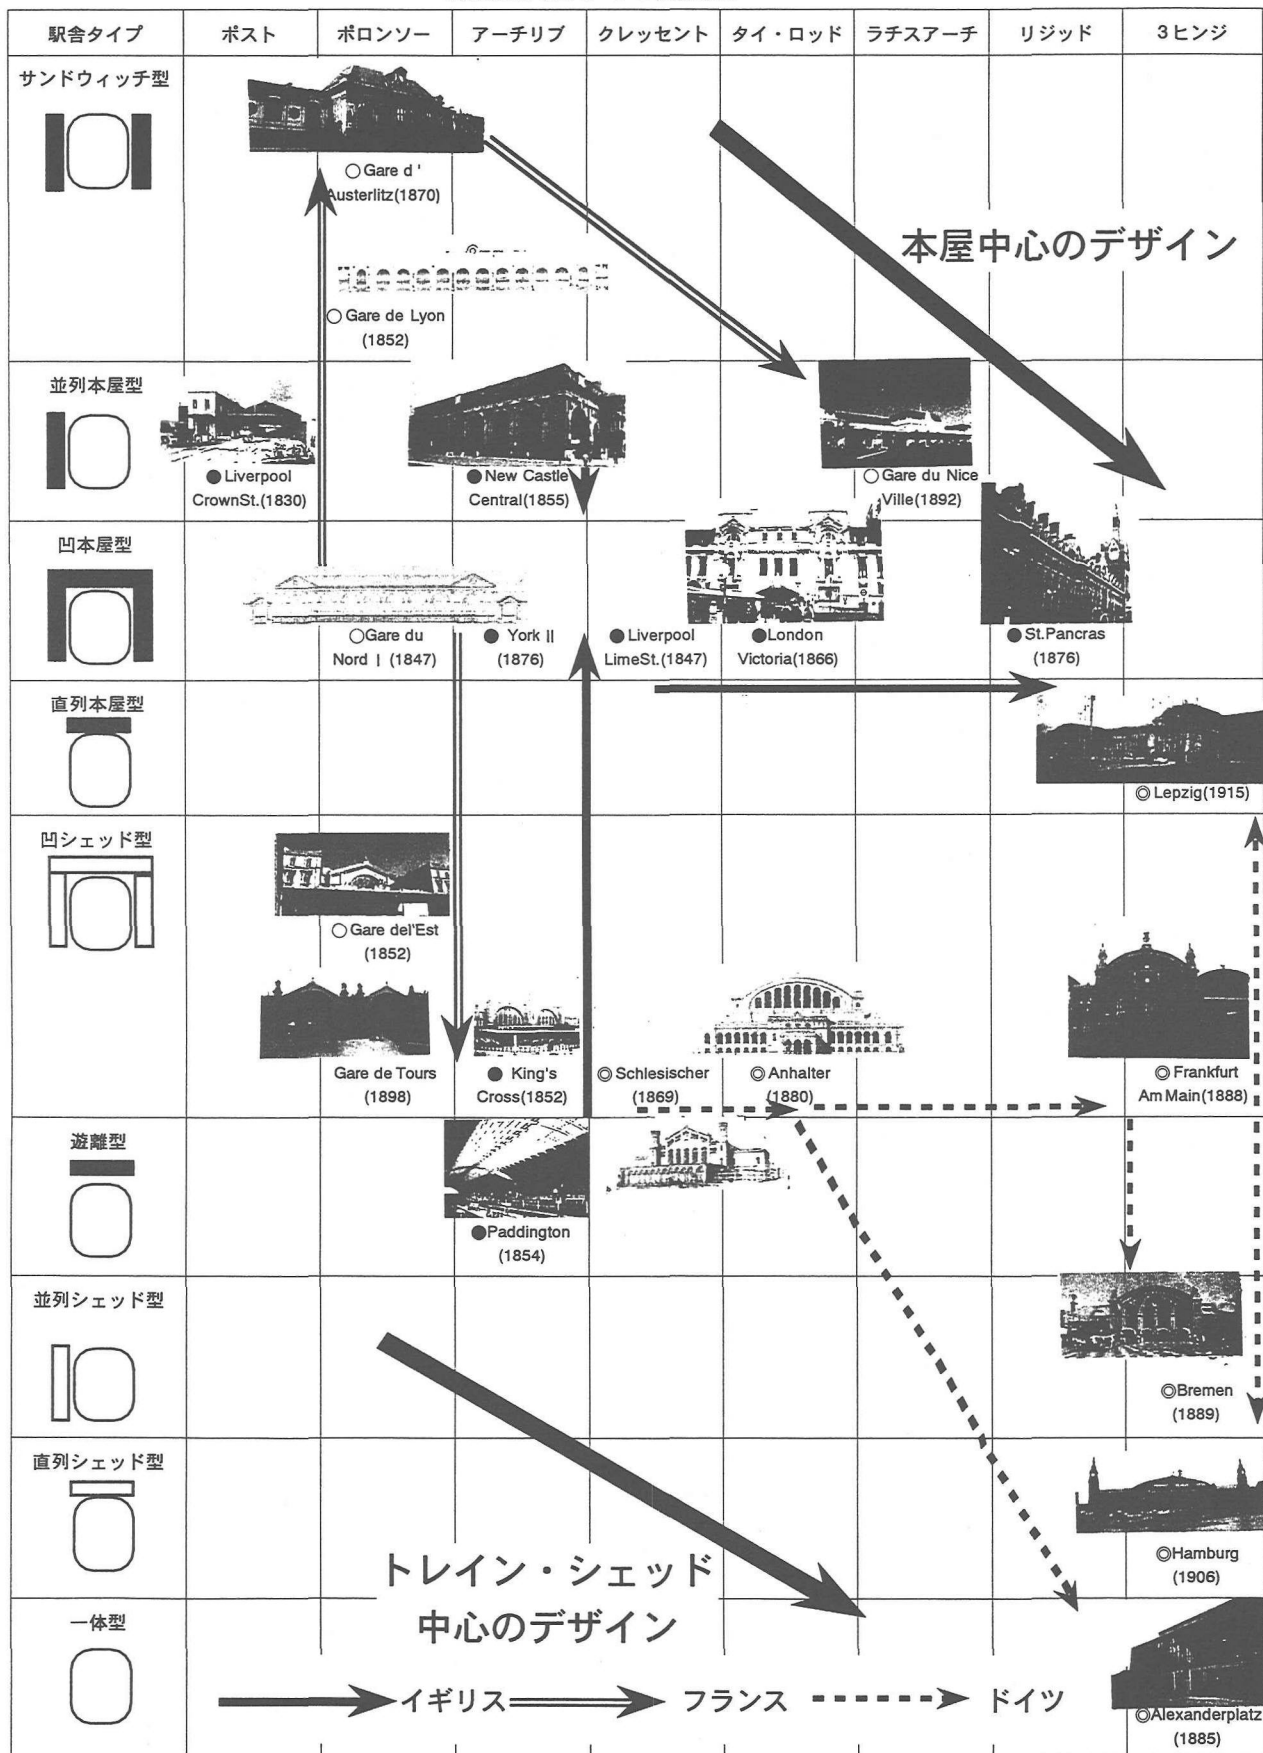 駅舎タイプ
ポスト
ポロンソー
アーチリブ
クレッセント
タイ・ロッド
ラチスアーチ
リジッド
3ヒンジ
サンドウィッチ型
○Gare d'
Austerlitz(1870)
本屋中心のデザイン
○Gare de Lyon
(1852)
並列本屋型
●Liverpool
CrownSt.(1830)
●New Castle
Central(1855)
○Gare du Nice
Ville(1892)
凹本屋型
○Gare du
Nord I (1847)
● York II
(1876)
●Liverpool
LimeSt.(1847)
●London
Victoria(1866)
●St.Pancras
(1876)
直列本屋型
◎Lepzig(1915)
凹シェッド型
○Gare del'Est
(1852)
Gare de Tours
(1898)
● King's
Cross(1852)
◎Schlesischer
(1869)
◎Anhalter
(1880)
◎Frankfurt
Am Main(1888)
遊離型
●Paddington
(1854)
並列シェッド型
◎Bremen
(1889)
直列シェッド型
◎Hamburg
(1906)
トレイン・シェッド
中心のデザイン
一体型
イギリス
フランス
ドイツ
◎Alexanderplatz
(1885)